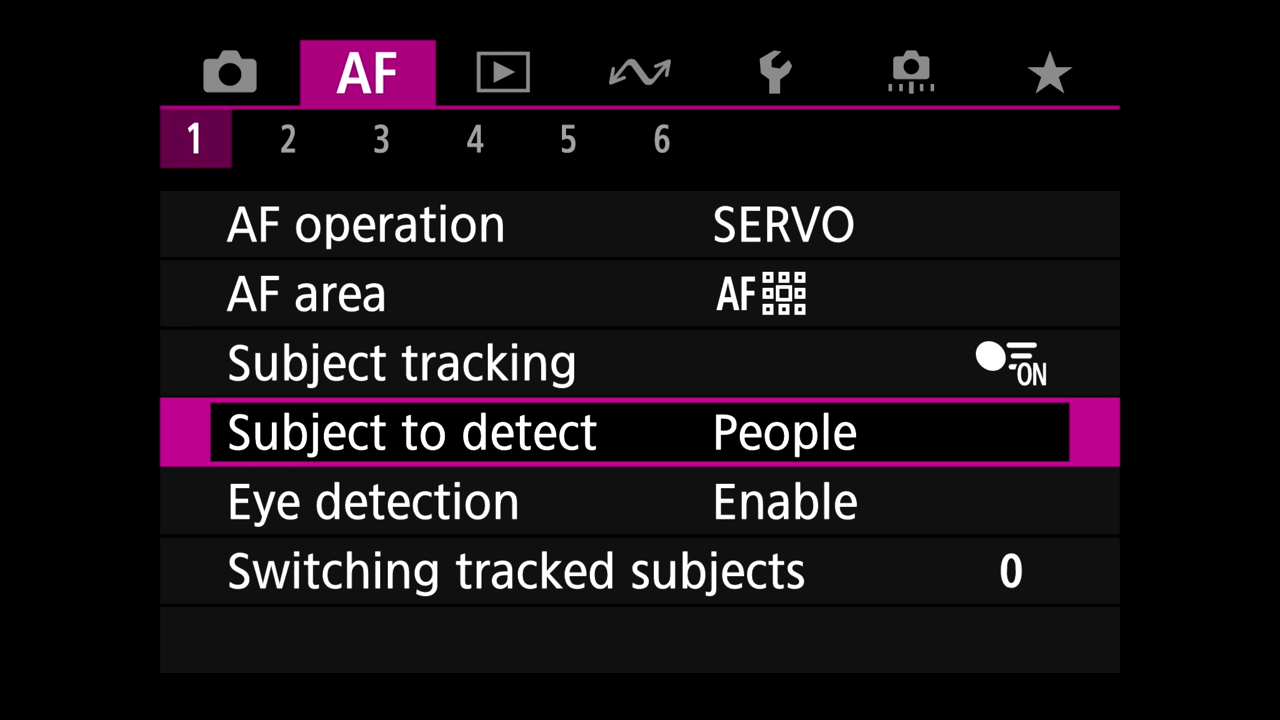 AF
1 2 3 4 5 6
AF operation SERVO
AF area AF
Subject tracking ON
Subject to detect People
Eye detection Enable
Switching tracked subjects 0